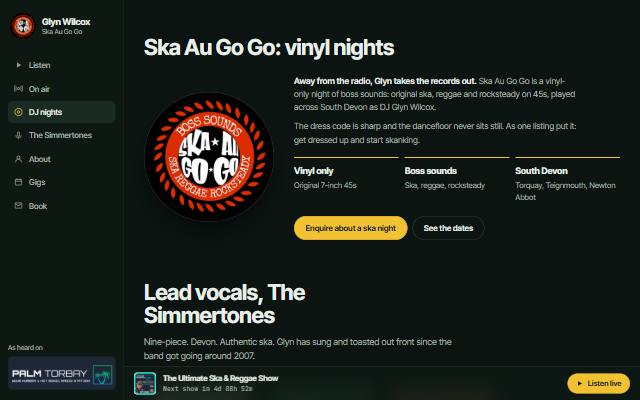 Glyn Wilcox
Ska Au Go Go
Listen
On air
DJ nights
The Simmertones
About
Gigs
Book
As heard on
PALM TORBAY
Ska Au Go Go: vinyl nights
BOSS SOUNDS
SKA★AU
GO★GO
SKA REGGAE ROCKSTEADY
Away from the radio, Glyn takes the records out. Ska Au Go Go is a vinyl-
only night of boss sounds: original ska, reggae and rocksteady on 45s, played
across South Devon as DJ Glyn Wilcox.
The dress code is sharp and the dancefloor never sits still. As one listing put it:
get dressed up and start skanking.
Vinyl only
Original 7-inch 45s
Boss sounds
Ska, reggae, rocksteady
South Devon
Torquay, Teignmouth, Newton
Abbot
Enquire about a ska night
See the dates
Lead vocals, The
Simmertones
Nine-piece. Devon. Authentic ska. Glyn has sung and toasted out front since the
band got going around 2007.
The Ultimate Ska & Reggae Show
Next show in 4d 08h 52m
Listen live